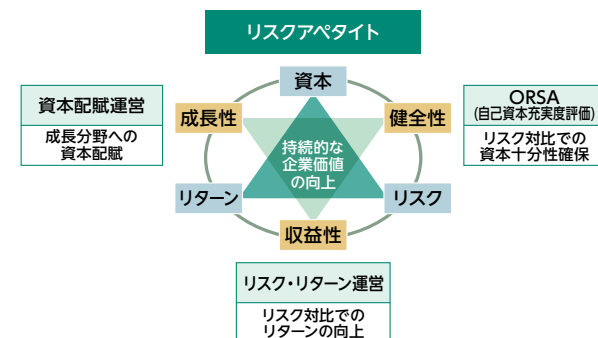 リスクアペタイト
資本
資本配賦運営
成長分野への
資本配賦
成長性
健全性
ORSA
(自己資本充実度評価)
リスク対比での
資本十分性確保
持続的な
企業価値
の向上
リターン
リスク
収益性
リスク・リターン運営
リスク対比での
リターンの向上